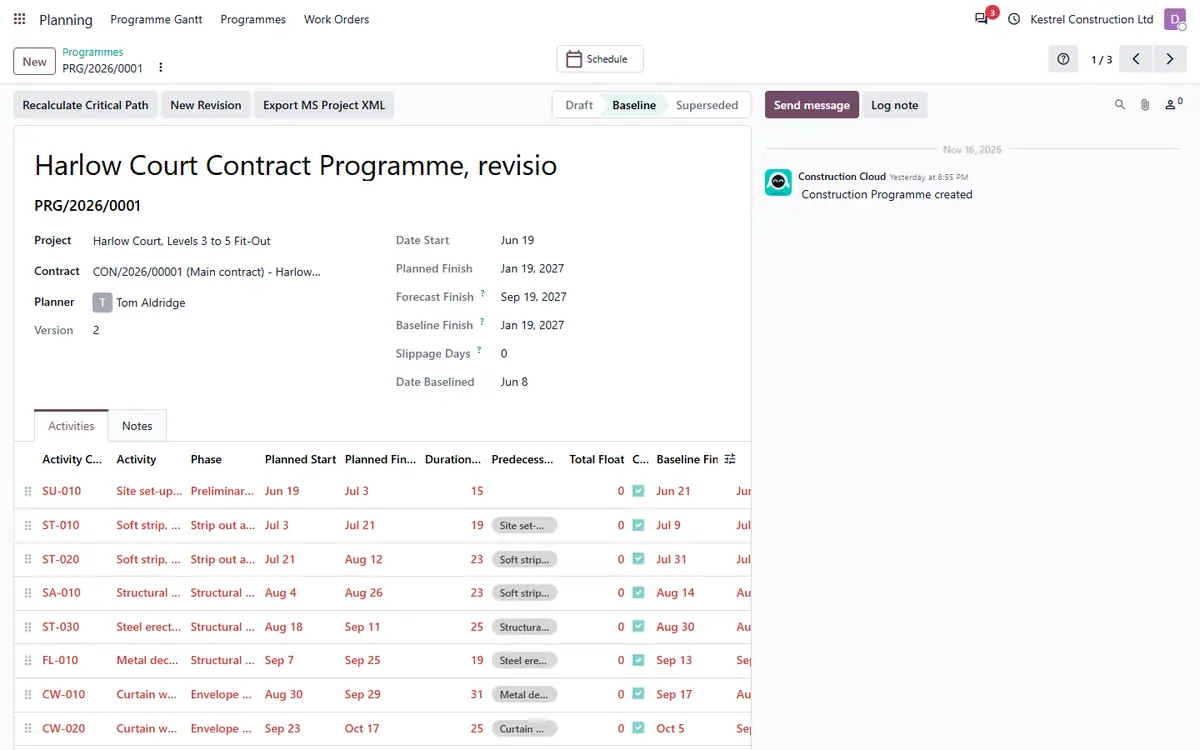 Planning Programme Gantt Programmes Work Orders 3 Kestrel Construction Ltd D
New Programmes PRG/2026/0001 Schedule 1 / 3
Recalculate Critical Path New Revision Export MS Project XML Draft Baseline Superseded Send message Log note 0
Harlow Court Contract Programme, revisio
PRG/2026/0001
Project Harlow Court, Levels 3 to 5 Fit-Out
Contract CON/2026/00001 (Main contract) - Harlow...
Planner T Tom Aldridge
Version 2
Date Start Jun 19
Planned Finish Jan 19, 2027
Forecast Finish ? Sep 19, 2027
Baseline Finish ? Jan 19, 2027
Slippage Days ? 0
Date Baselined Jun 8
Activities Notes
Activity C... Activity Phase Planned Start Planned Fin... Duration... Predecess... Total Float C... Baseline Fin
SU-010 Site set-up... Preliminar... Jun 19 Jul 3 15 0 Jun 21 Jun
ST-010 Soft strip, ... Strip out a... Jul 3 Jul 21 19 Site set-... 0 Jul 9 Jul
ST-020 Soft strip, ... Strip out a... Jul 21 Aug 12 23 Soft strip... 0 Jul 31 Jul
SA-010 Structural ... Structural ... Aug 4 Aug 26 23 Soft strip... 0 Aug 14 Au
ST-030 Steel erect... Structural ... Aug 18 Sep 11 25 Structura... 0 Aug 30 Au
FL-010 Metal dec... Structural ... Sep 7 Sep 25 19 Steel ere... 0 Sep 13 Sep
CW-010 Curtain w... Envelope ... Aug 30 Sep 29 31 Metal de... 0 Sep 17 Au
CW-020 Curtain w... Envelope ... Sep 23 Oct 17 25 Curtain ... 0 Oct 5 Sep
Nov 16, 2026
Construction Cloud Yesterday at 8:55 PM
Construction Programme created